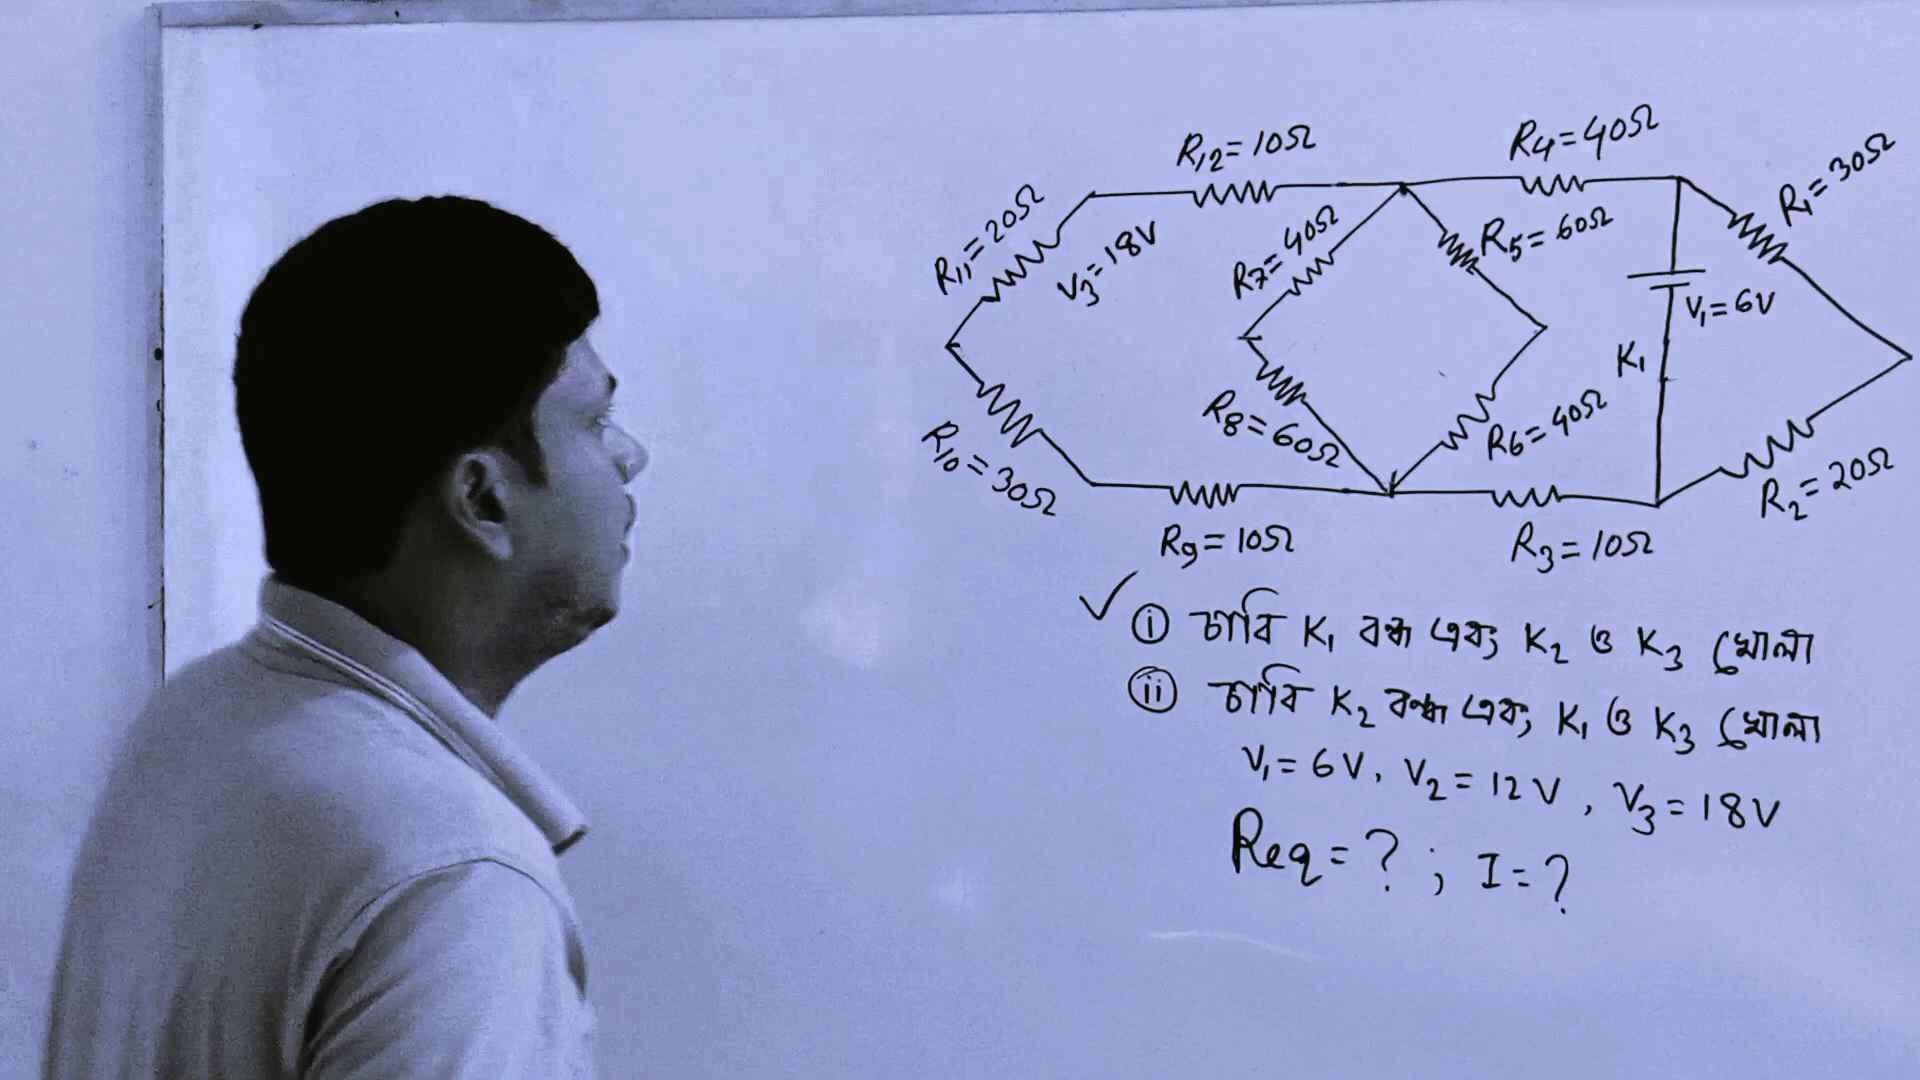 R₁₂ = 10Ω
R₄ = 40Ω
R₁ = 30Ω
R₁₁ = 20Ω
V₃ = 18V
R₇ = 40Ω
R₅ = 60Ω
V₁ = 6V
K₁
R₈ = 60Ω
R₆ = 40Ω
R₁₀ = 30Ω
R₂ = 20Ω
R₉ = 10Ω
R₃ = 10Ω
✓ (i) চাবি K₁ বন্ধ এবং K₂ ও K₃ খোলা
(ii) চাবি K₂ বন্ধ এবং K₁ ও K₃ খোলা
V₁ = 6V, V₂ = 12V, V₃ = 18V
Req = ? ; I = ?